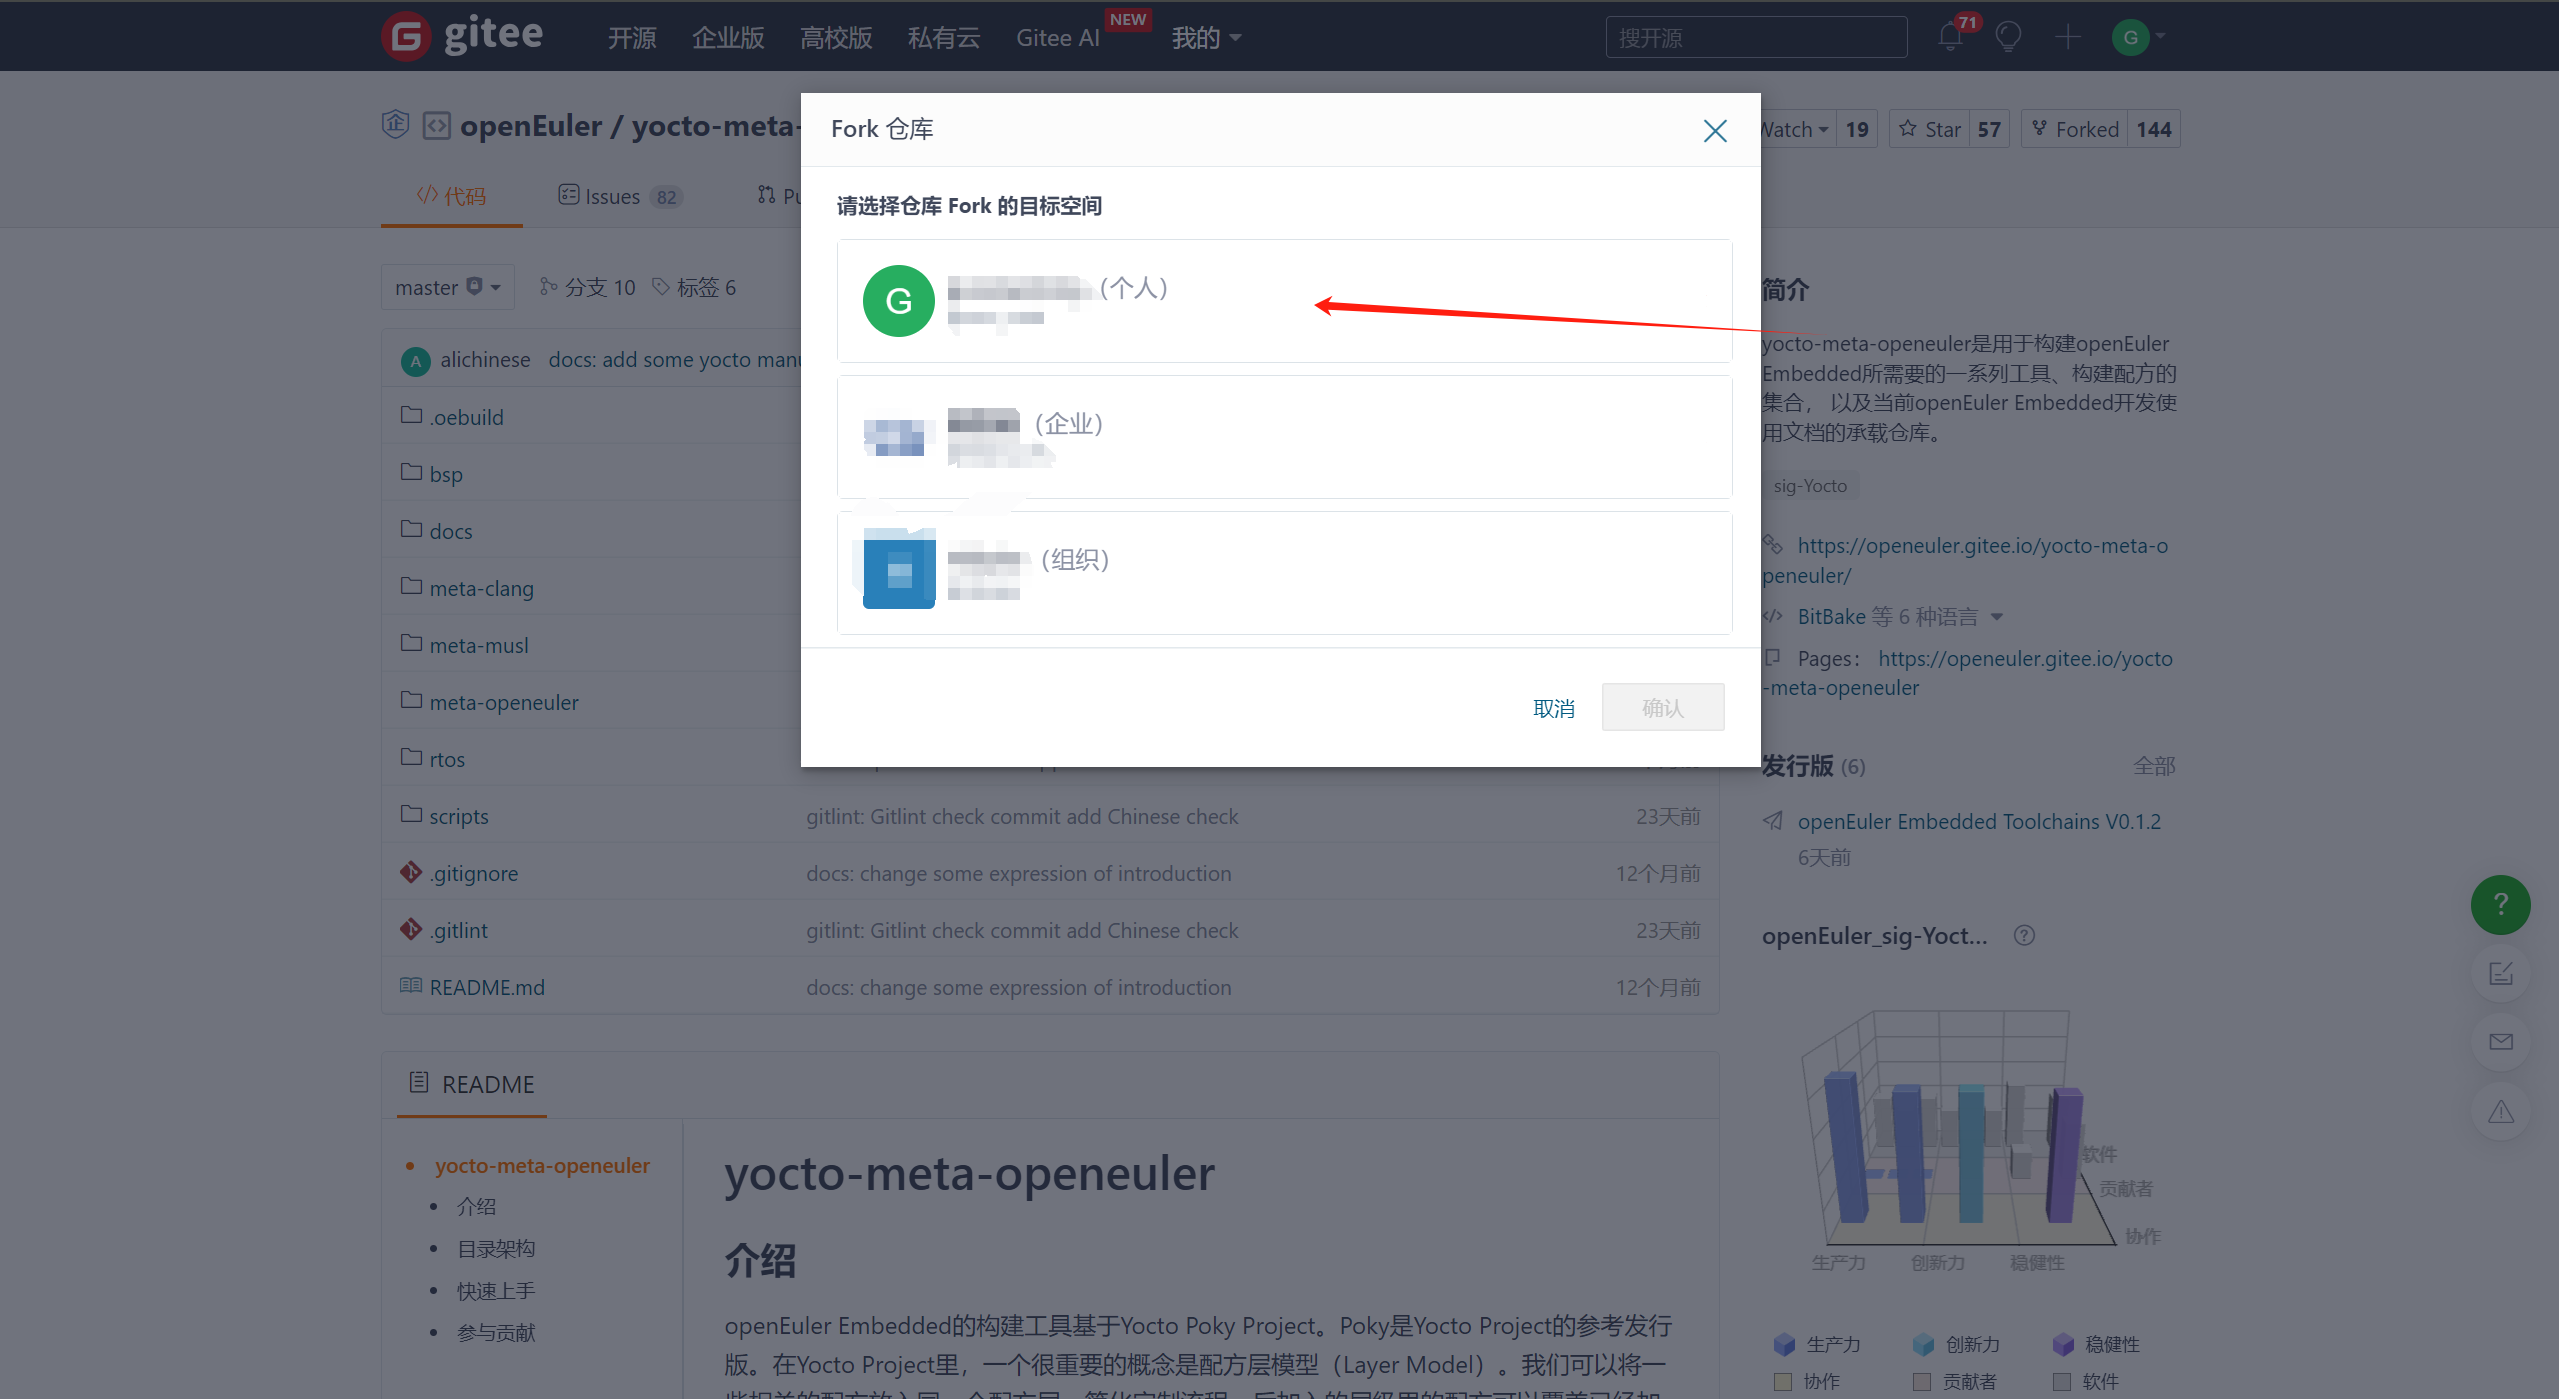 gitee
开源 企业版 高校版 私有云 Gitee AI NEW 我的
搜开源
71
G
openEuler / yocto-meta-
Watch 19 Star 57 Forked 144
代码 Issues 82
master 分支 10 标签 6
A alichinese docs: add some yocto manu
.oebuild
bsp
docs
meta-clang
meta-musl
meta-openeuler
rtos
scripts gitlint: Gitlint check commit add Chinese check 23天前
.gitignore docs: change some expression of introduction 12个月前
.gitlint gitlint: Gitlint check commit add Chinese check 23天前
README.md docs: change some expression of introduction 12个月前
Fork 仓库
请选择仓库 Fork 的目标空间
G (个人)
(企业)
(组织)
取消 确认
简介
yocto-meta-openeuler是用于构建openEuler
Embedded所需要的一系列工具、构建配方的
集合， 以及当前openEuler Embedded开发使
用文档的承载仓库。
sig-Yocto
https://openeuler.gitee.io/yocto-meta-o
peneuler/
BitBake 等 6 种语言
Pages： https://openeuler.gitee.io/yocto
-meta-openeuler
发行版 (6) 全部
openEuler Embedded Toolchains V0.1.2
6天前
openEuler_sig-Yoct... ?
软件
贡献者
协作
生产力 创新力 稳健性
生产力 创新力 稳健性
协作 贡献者 软件
?
README
yocto-meta-openeuler
介绍
目录架构
快速上手
参与贡献
yocto-meta-openeuler
介绍
openEuler Embedded的构建工具基于Yocto Poky Project。Poky是Yocto Project的参考发行
版。在Yocto Project里，一个很重要的概念是配方层模型（Layer Model）。我们可以将一